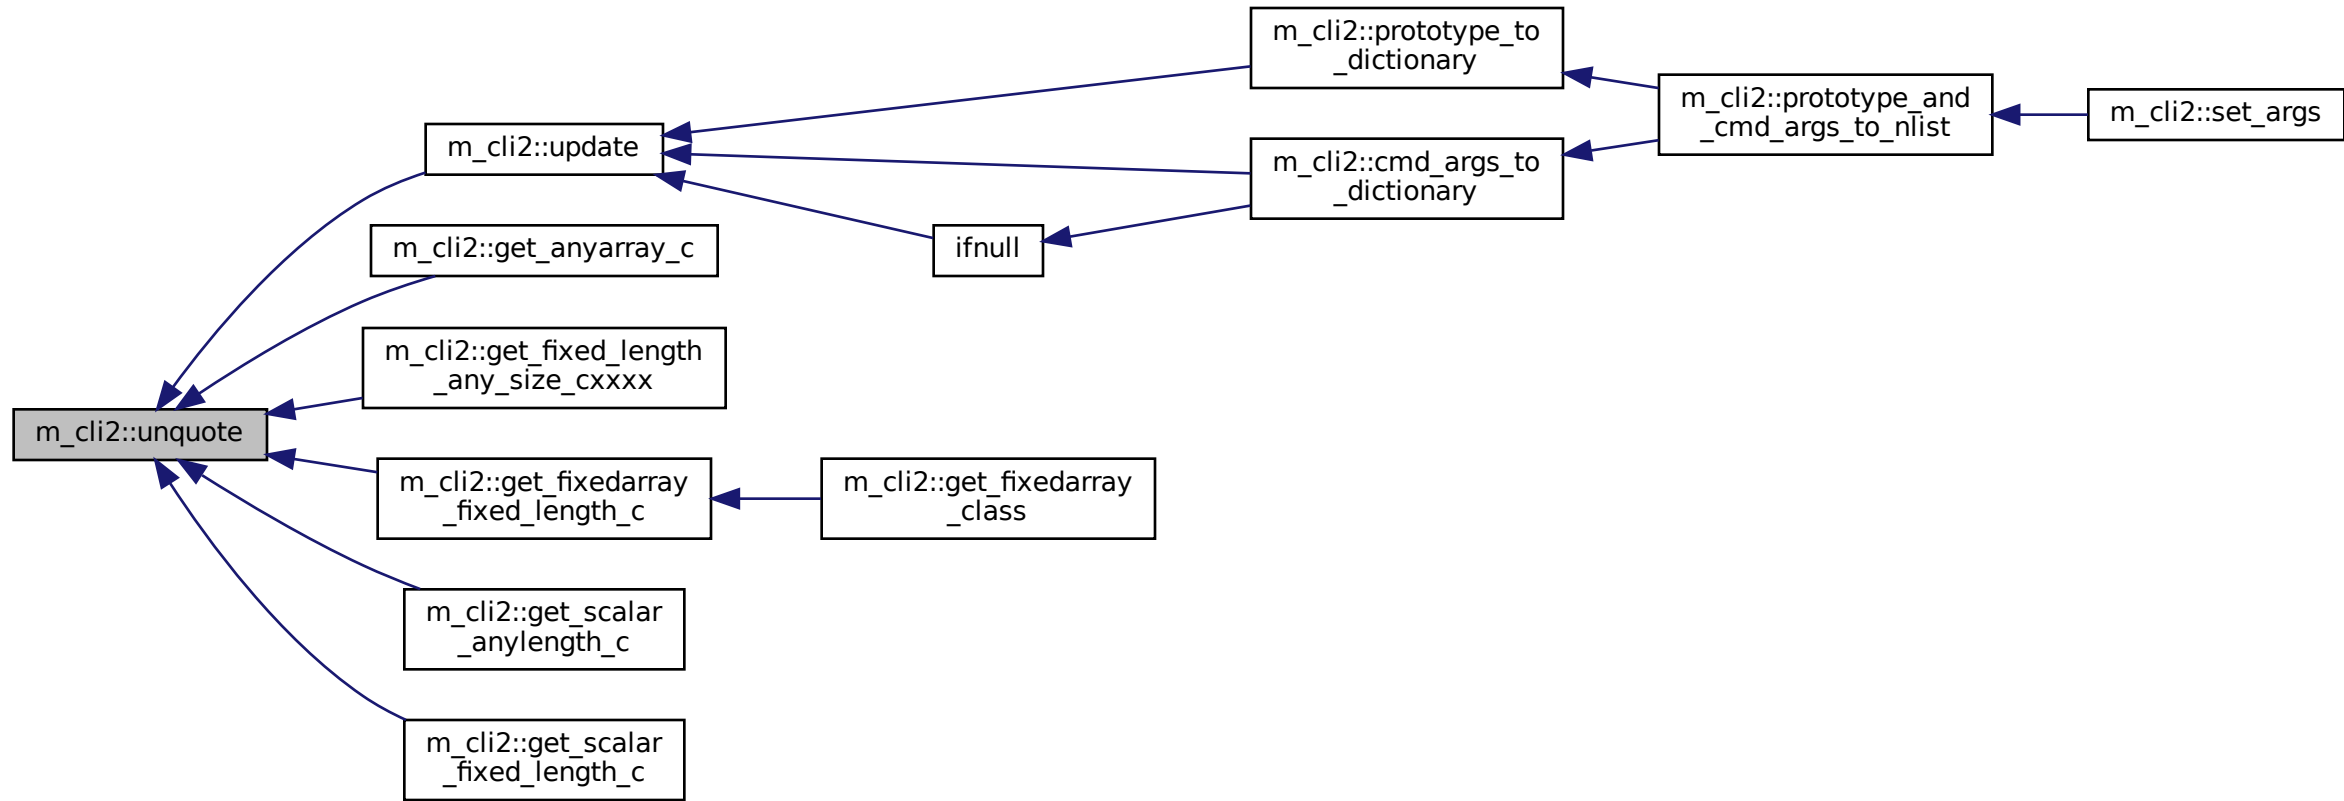 m_cli2::prototype_to
_dictionary
m_cli2::prototype_and
_cmd_args_to_nlist
m_cli2::set_args
m_cli2::update
m_cli2::cmd_args_to
_dictionary
m_cli2::get_anyarray_c
ifnull
m_cli2::get_fixed_length
_any_size_cxxxx
m_cli2::unquote
m_cli2::get_fixedarray
_fixed_length_c
m_cli2::get_fixedarray
_class
m_cli2::get_scalar
_anylength_c
m_cli2::get_scalar
_fixed_length_c